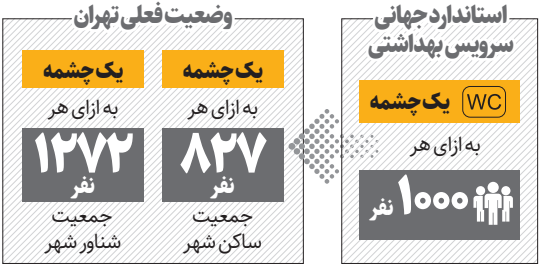 استاندارد جهانی
سرویس بهداشتی
WC یک چشمه
به ازای هر
۱۰۰۰ نفر
وضعیت فعلی تهران
یک چشمه
به ازای هر
۸۲۷
نفر
جمعیت
ساکن شهر
یک چشمه
به ازای هر
۱۲۷۲
نفر
جمعیت
شناور شهر